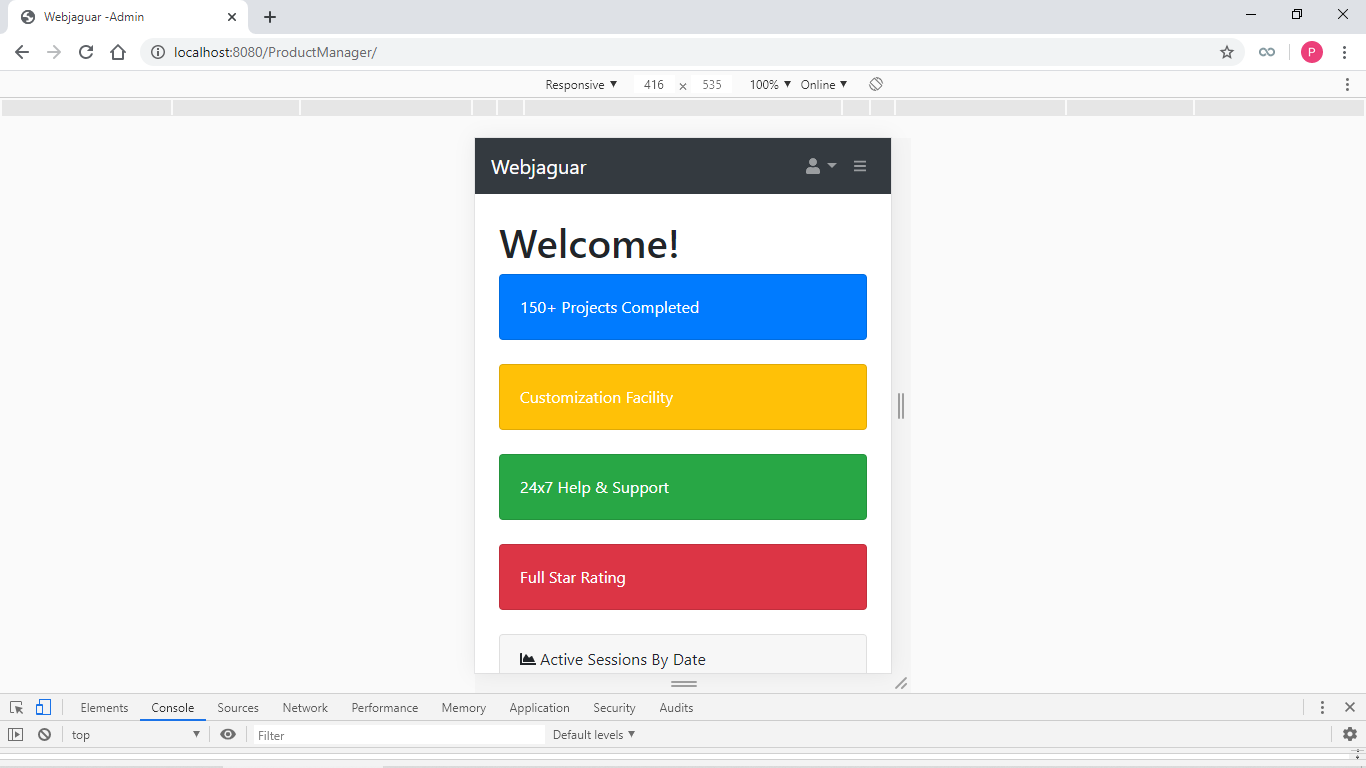 Webjaguar -Admin
localhost:8080/ProductManager/
P
Responsive 416 × 535 100% Online
Webjaguar
Welcome!
150+ Projects Completed
Customization Facility
24x7 Help & Support
Full Star Rating
Active Sessions By Date
Elements Console Sources Network Performance Memory Application Security Audits
top Filter Default levels